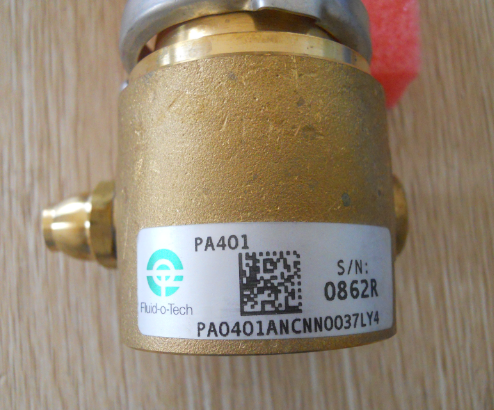 PA401
S/N:
0862R
Fluid-o-Tech
PA0401ANCNN0037LY4